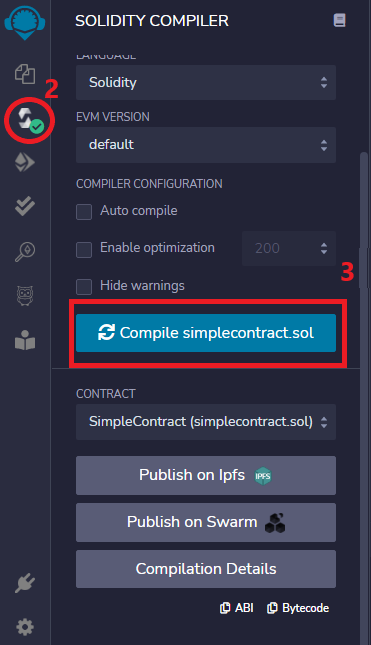 SOLIDITY COMPILER
LANGUAGE
2
Solidity
EVM VERSION
default
COMPILER CONFIGURATION
Auto compile
Enable optimization 200
3
Hide warnings
Compile simplecontract.sol
CONTRACT
SimpleContract (simplecontract.sol)
Publish on Ipfs IPFS
Publish on Swarm
Compilation Details
ABI Bytecode